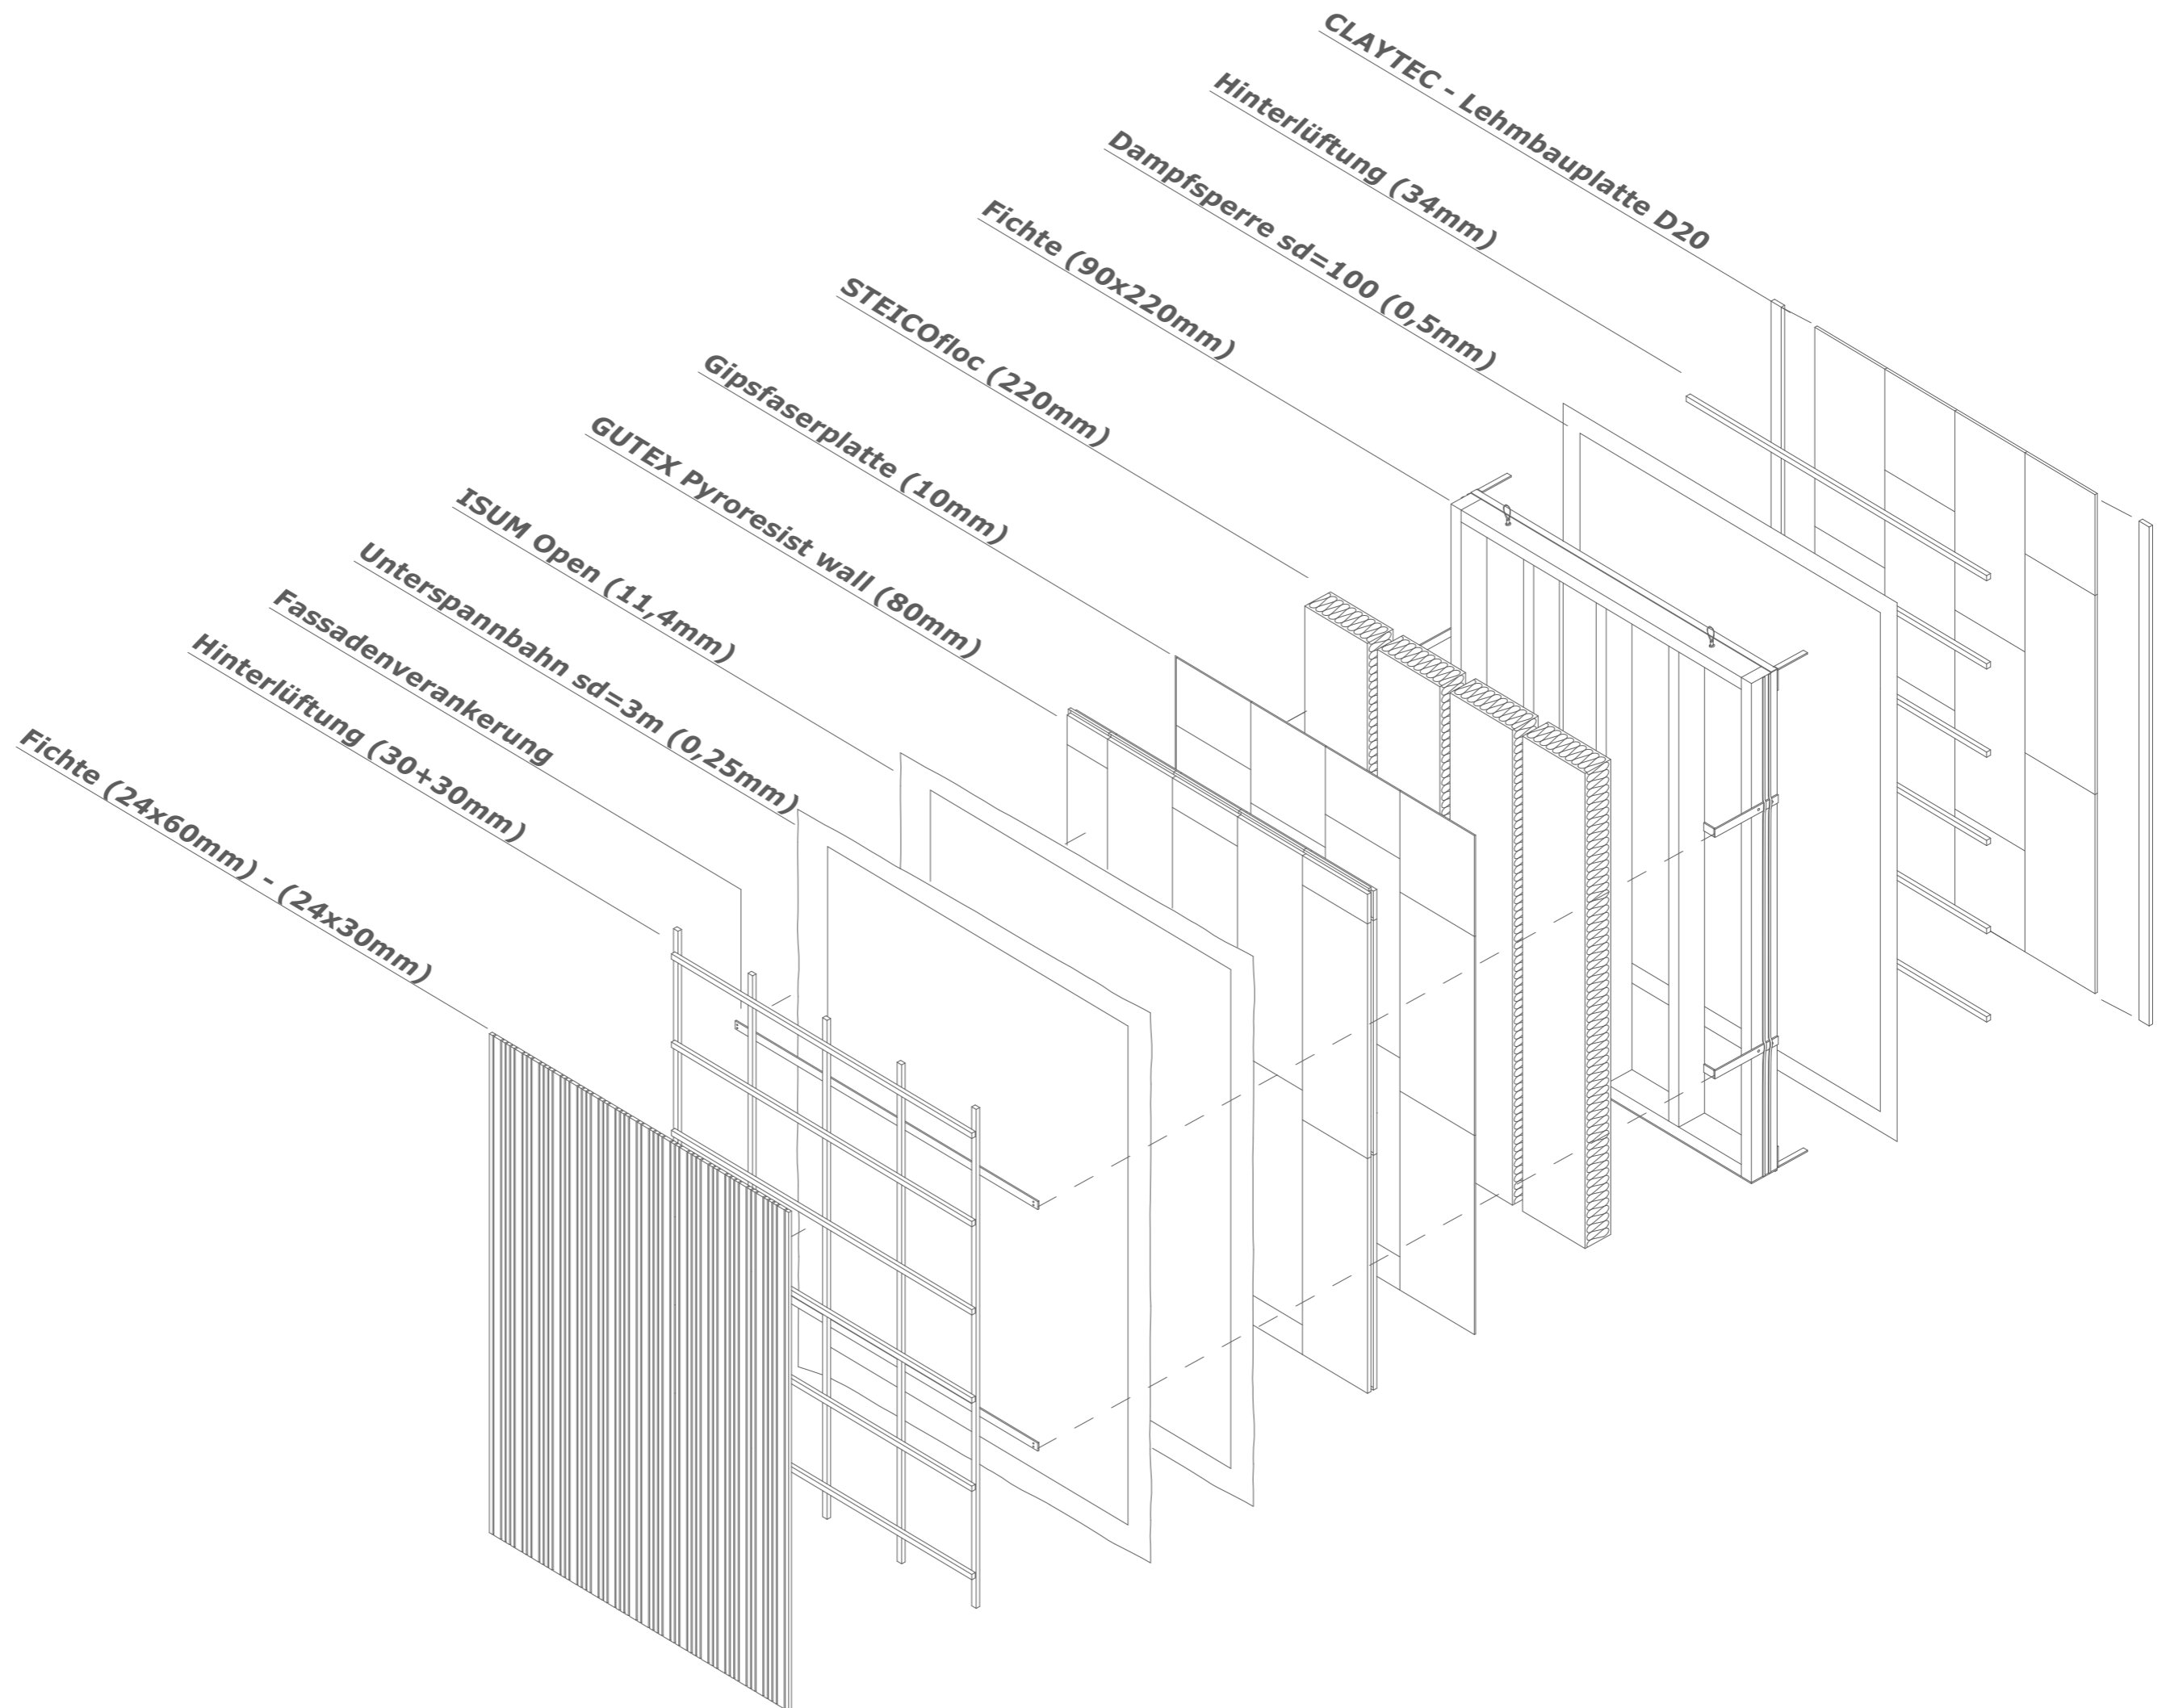 CLAYTEC - Lehmbauplatte D20
Hinterlüftung (34mm)
Dampfsperre sd=100 (0,5mm)
Fichte (90x220mm)
STEICOfloc (220mm)
Gipsfaserplatte (10mm)
GUTEX Pyroresist wall (80mm)
ISUM Open (11,4mm)
Unterspannbahn sd=3m (0,25mm)
Fassadenverankerung
Hinterlüftung (30+30mm)
Fichte (24x60mm) - (24x30mm)